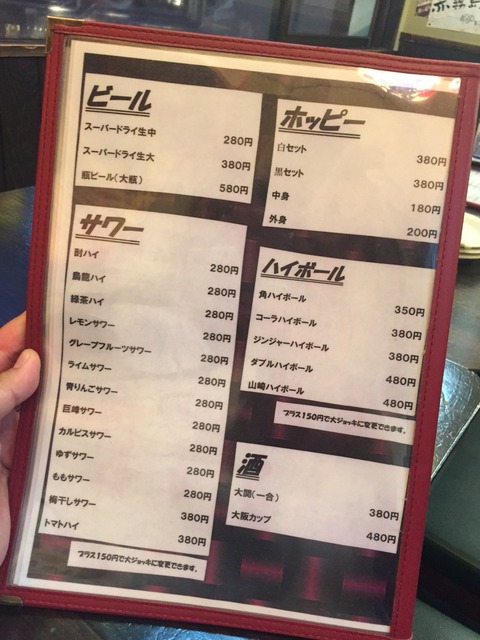 ビール
スーパードライ生中 280円
スーパードライ生大 380円
瓶ビール(大瓶) 580円
サワー
酎ハイ 280円
烏龍ハイ 280円
緑茶ハイ 280円
レモンサワー 280円
グレープフルーツサワー 280円
ライムサワー 280円
青りんごサワー 280円
巨峰サワー 280円
カルピスサワー 280円
ゆずサワー 280円
ももサワー 280円
梅干しサワー 380円
トマトハイ 380円
プラス150円で大ジョッキに変更できます。
ホッピー
白セット 380円
黒セット 380円
中身 180円
外身 200円
ハイボール
角ハイボール 350円
コーラハイボール 380円
ジンジャーハイボール 380円
ダブルハイボール 480円
山崎ハイボール 480円
プラス150円で大ジョッキに変更できます。
酒
大関(一合) 380円
大阪カップ 480円